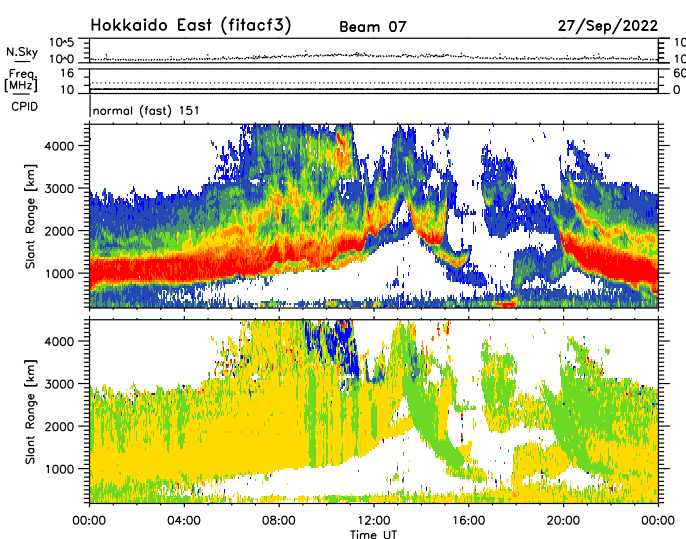 Hokkaido East (fitacf3) Beam 07 27/Sep/2022
N.Sky 10^5 10^0 10 10
Freq. [MHz] 16 10 60 0
CPID normal (fast) 151
Slant Range [km] 4000 3000 2000 1000
Slant Range [km] 4000 3000 2000 1000
00:00 04:00 08:00 12:00 16:00 20:00 00:00
Time UT